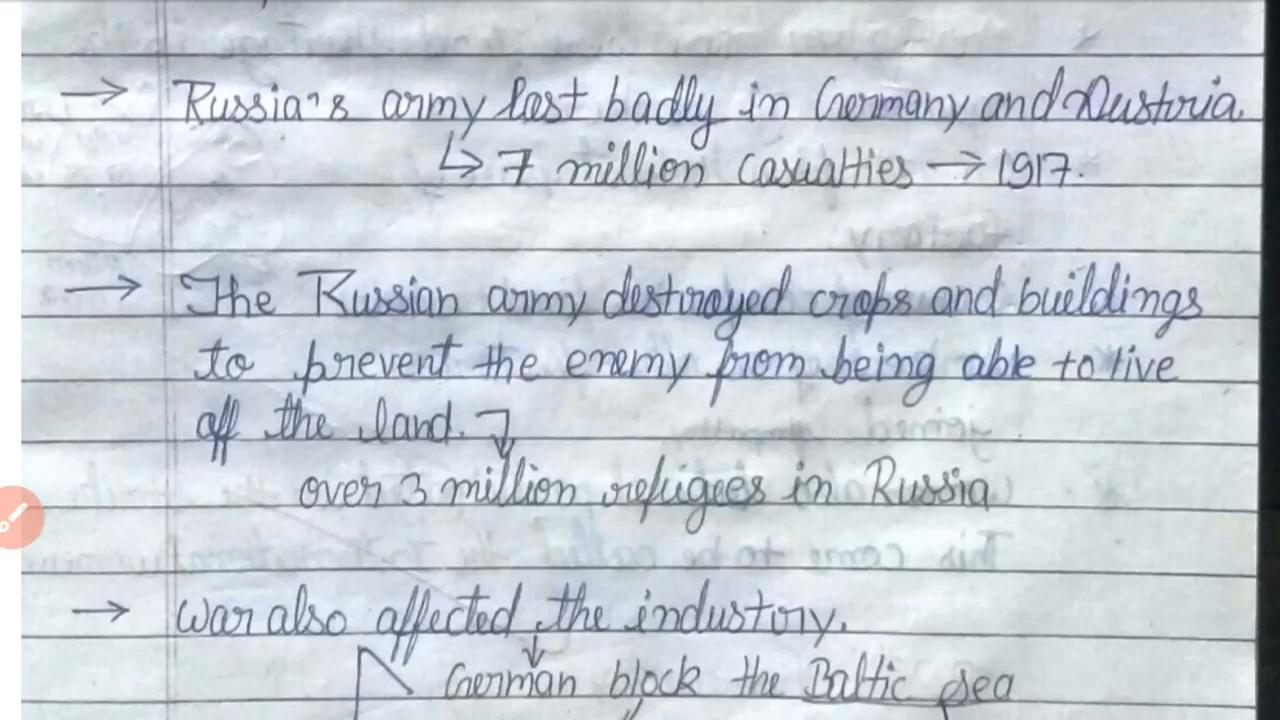 → Russia's army lost badly in Germany and Austria
↳ 7 million casualties → 1917.
→ The Russian army destroyed crops and buildings
to prevent the enemy from being able to live
off the land. ↴
over 3 million refugees in Russia
→ War also affected the industory.
German block the Baltic sea